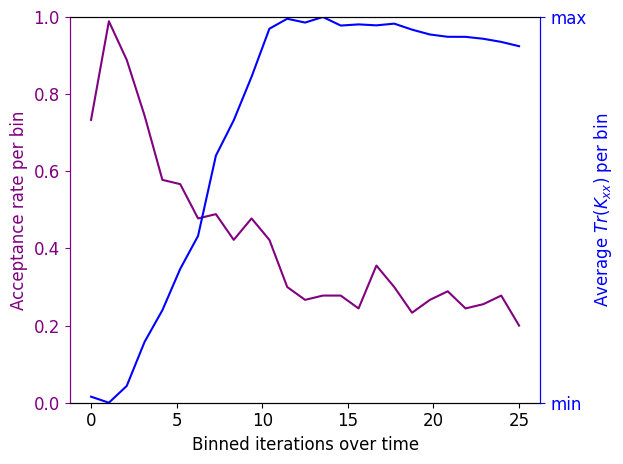 Acceptance rate per bin
1.0
0.8
0.6
0.4
0.2
0.0
0 5 10 15 20 25
Binned iterations over time
max
min
Average Tr(Kₓₓ) per bin